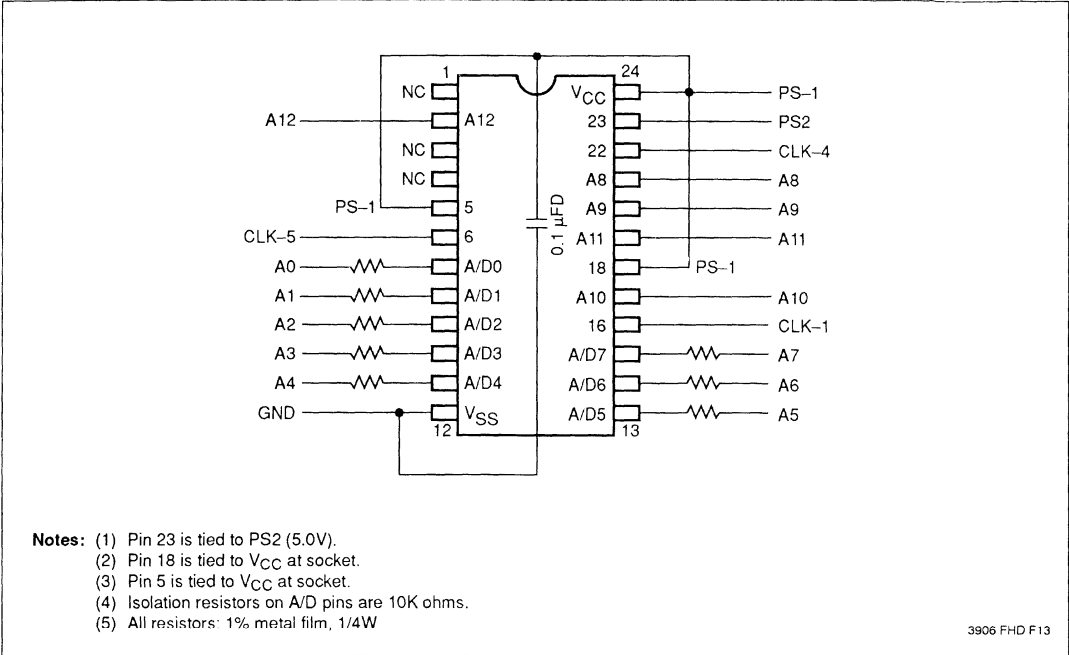 1 24
NC VCC PS–1
A12 A12 23 PS2
NC 22 CLK–4
NC A8 A8
PS–1 5 A9 A9
0.1 µFD
CLK–5 6 A11 A11
A0 A/D0 18 PS–1
A1 A/D1 A10 A10
A2 A/D2 16 CLK–1
A3 A/D3 A/D7 A7
A4 A/D4 A/D6 A6
GND VSS A/D5 A5
12 13
Notes: (1) Pin 23 is tied to PS2 (5.0V).
(2) Pin 18 is tied to VCC at socket.
(3) Pin 5 is tied to VCC at socket.
(4) Isolation resistors on A/D pins are 10K ohms.
(5) All resistors: 1% metal film, 1/4W
3906 FHD F13